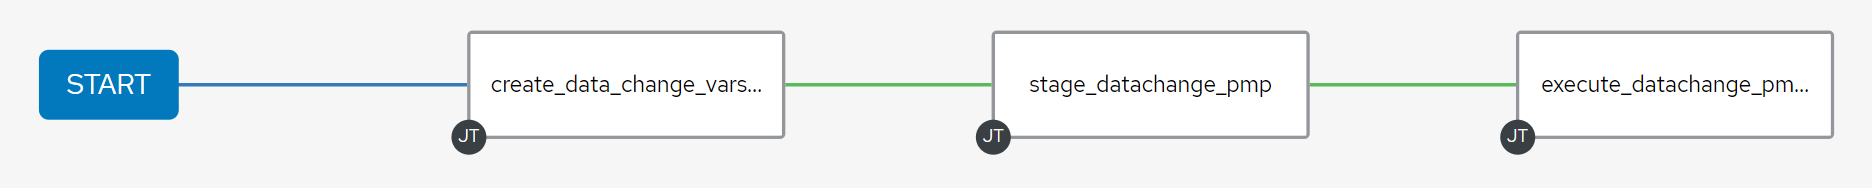 START
create_data_change_vars...
stage_datachange_pmp
execute_datachange_pm...
JT
JT
JT